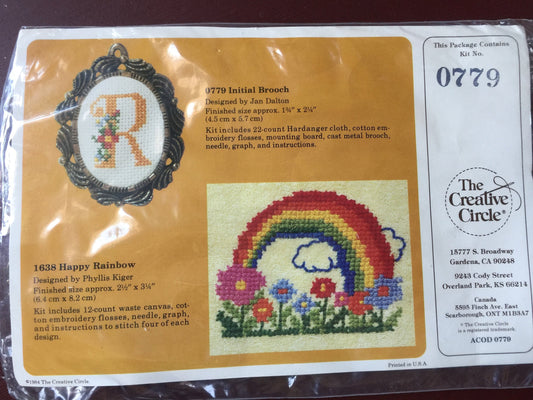 0779 Initial Brooch
Designed by Jan Dalton
Finished size approx. 1¾" x 2¼"
(4.5 cm x 5.7 cm)
Kit includes 22-count Hardanger cloth, cotton em-
broidery flosses, mounting board, cast metal brooch,
needle, graph, and instructions.
R
1638 Happy Rainbow
Designed by Phyllis Kiger
Finished size approx. 2½" x 3¼"
(6.4 cm x 8.2 cm)
Kit includes 12-count waste canvas, cot-
ton embroidery flosses, needle, graph,
and instructions to stitch four of each
design.
©1984 The Creative Circle
Printed in U.S.A.
This Package Contains
Kit No.
0779
The
Creative
Circle®
15777 S. Broadway
Gardena, CA 90248
9243 Cody Street
Overland Park, KS 66214
Canada
5595 Finch Ave. East
Scarborough, ONT M1B3A7
® The Creative Circle
is a registered trademark.
ACOD 0779